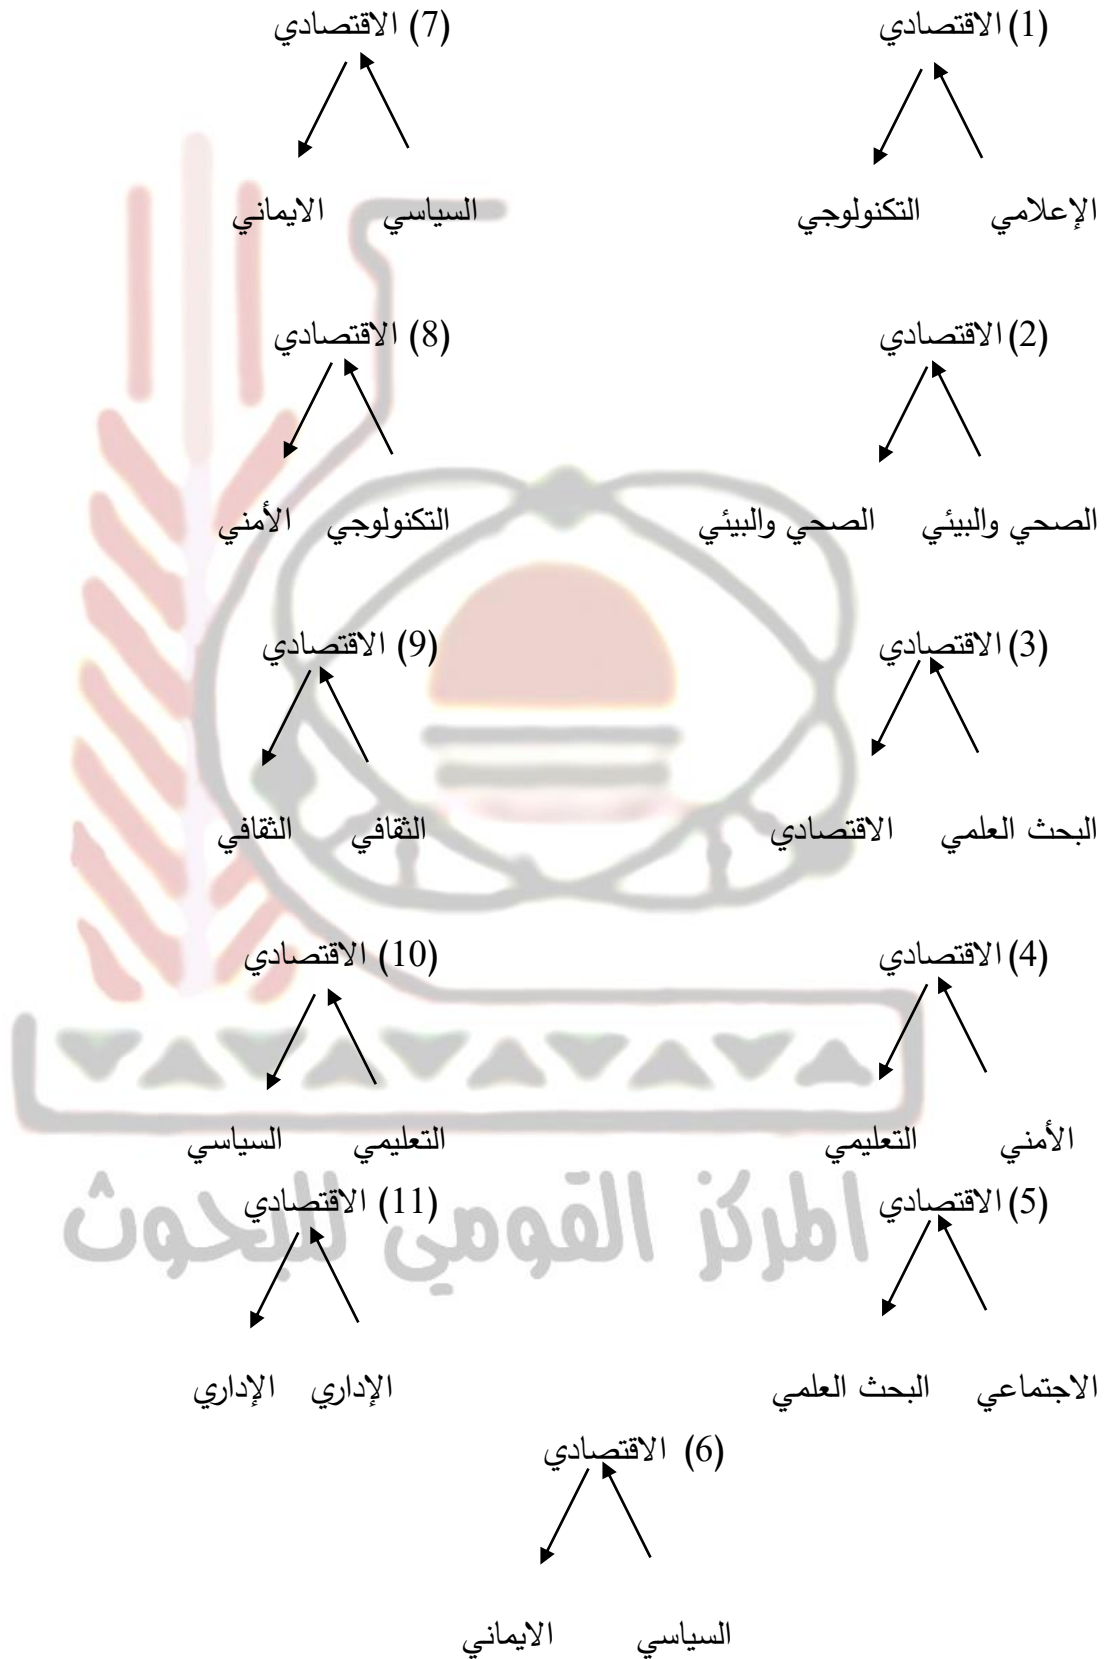 (1) الاقتصادي
(7) الاقتصادي
الإعلامي التكنولوجي
السياسي الايماني
(2) الاقتصادي
(8) الاقتصادي
الصحي والبيئي الصحي والبيئي
التكنولوجي الأمني
(3) الاقتصادي
(9) الاقتصادي
البحث العلمي الاقتصادي
الثقافي الثقافي
(4) الاقتصادي
(10) الاقتصادي
الأمني التعليمي
التعليمي السياسي
(5) الاقتصادي
(11) الاقتصادي
الاجتماعي البحث العلمي
الإداري الإداري
(6) الاقتصادي
السياسي الايماني
المركز القومي للبحوث